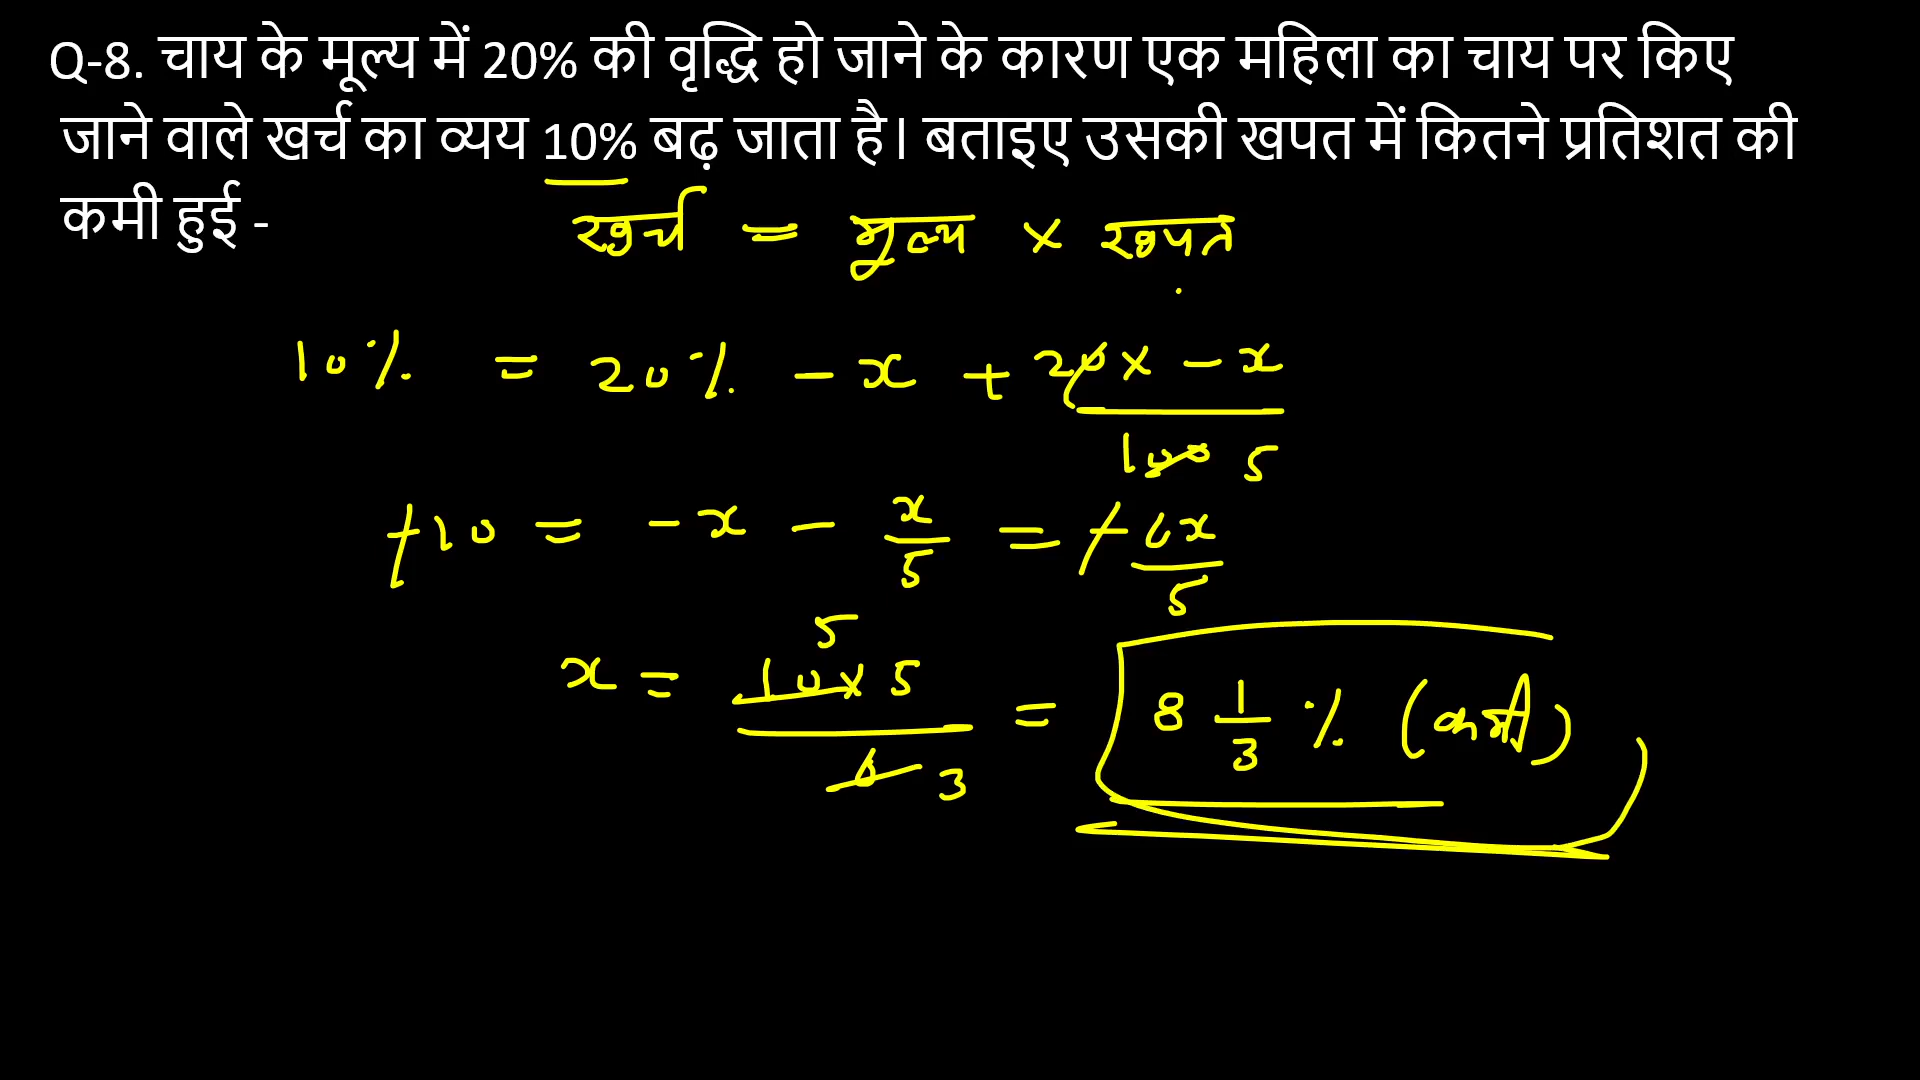 Q-8. चाय के मूल्य में 20% की वृद्धि हो जाने के कारण एक महिला का चाय पर किए
जाने वाले खर्च का व्यय 10% बढ़ जाता है। बताइए उसकी खपत में कितने प्रतिशत की
कमी हुई -
खर्च = मूल्य × खपत
10% = 20% - x + 20 × - x
100 5
+10 = -x - x/5 = + 6x/5
5
x = 10×5 / 6 3 = 8 1/3 % (कमी)